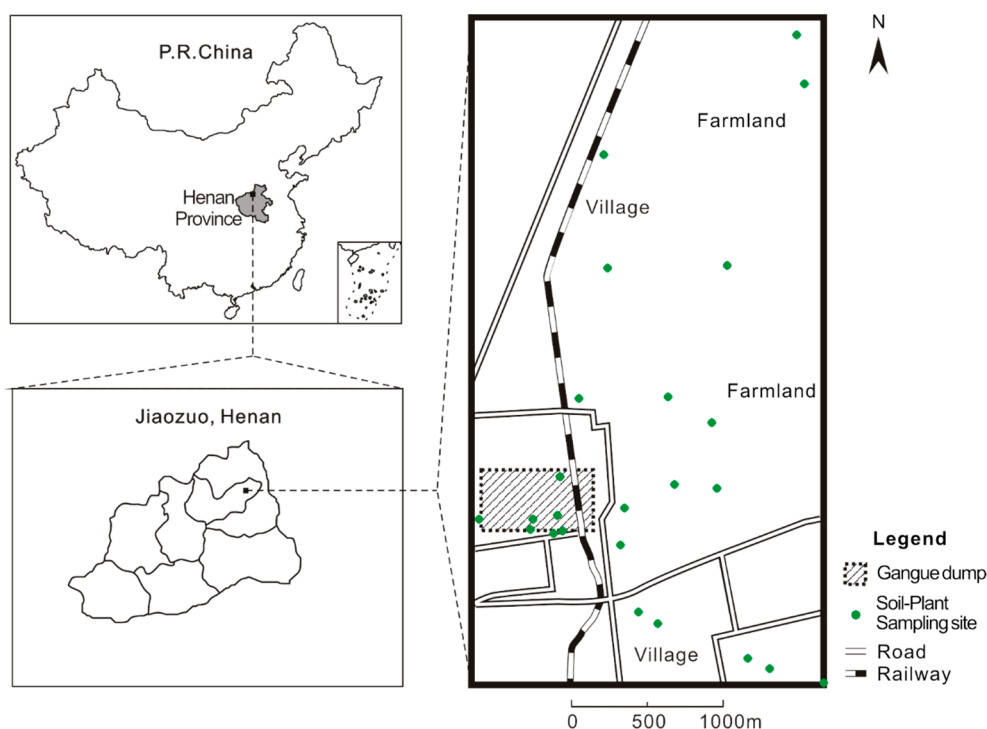 P.R.China
Henan
Province
Jiaozuo, Henan
N
Farmland
Village
Farmland
Village
Legend
Gangue dump
Soil-Plant
Sampling site
Road
Railway
0 500 1000m